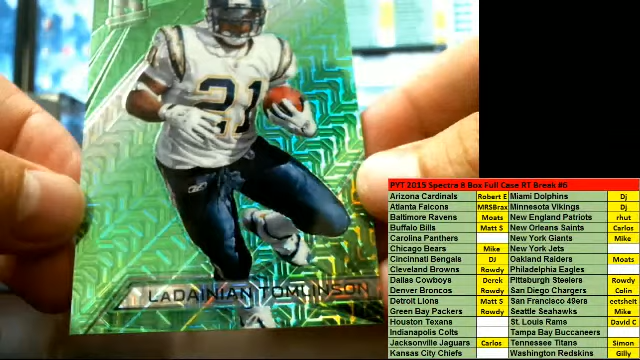 21
LADAINIAN TOMLINSON
PYT 2015 Spectra 8 Box Full Case RT Break #6
Arizona Cardinals Robert E Miami Dolphins Dj
Atlanta Falcons MRSBrax Minnesota Vikings Dj
Baltimore Ravens Moats New England Patriots rhut
Buffalo Bills Matt S New Orleans Saints Carlos
Carolina Panthers New York Giants Mike
Chicago Bears Mike New York Jets
Cincinnati Bengals DJ Oakland Raiders Moats
Cleveland Browns Rowdy Philadelphia Eagles
Dallas Cowboys Derek Pittsburgh Steelers Rowdy
Denver Broncos Rowdy San Diego Chargers Colin
Detroit Lions Matt S San Francisco 49ers eetshelt
Green Bay Packers Rowdy Seattle Seahawks Mike
Houston Texans St. Louis Rams David C
Indianapolis Colts Tampa Bay Buccaneers
Jacksonville Jaguars Carlos Tennessee Titans Simon
Kansas City Chiefs Washington Redskins Gilly